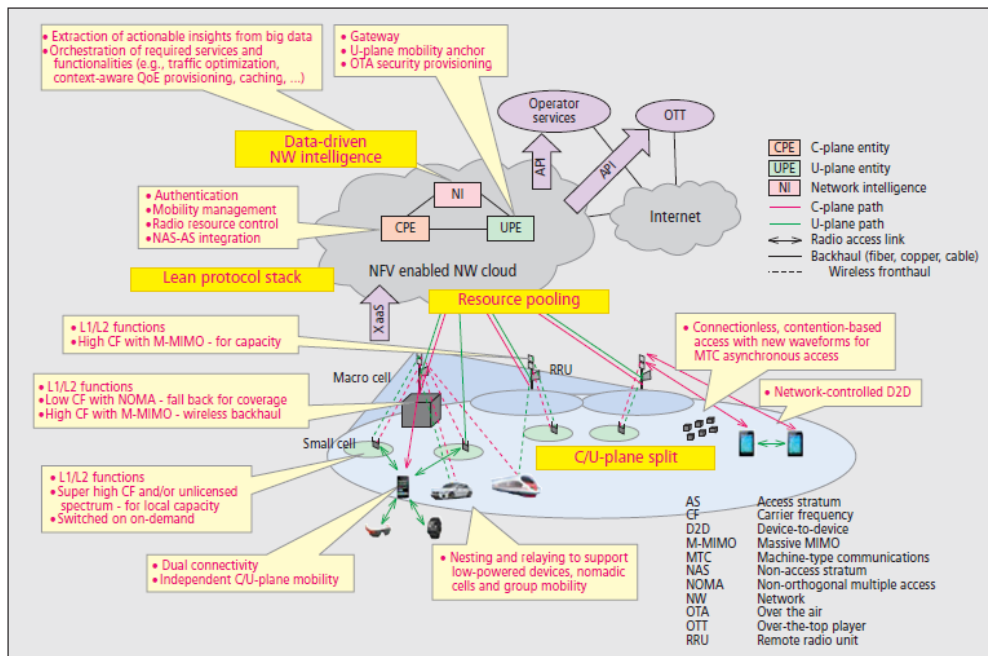 • Extraction of actionable insights from big data
• Orchestration of required services and
functionalities (e.g., traffic optimization,
context-aware QoE provisioning, caching, ...)
• Gateway
• U-plane mobility anchor
• OTA security provisioning
Operator
services
OTT
Data-driven
NW intelligence
API
API
CPE C-plane entity
UPE U-plane entity
NI Network intelligence
C-plane path
U-plane path
Radio access link
Backhaul (fiber, copper, cable)
Wireless fronthaul
• Authentication
• Mobility management
• Radio resource control
• NAS-AS integration
NI
CPE
UPE
Internet
NFV enabled NW cloud
Lean protocol stack
XaaS
Resource pooling
• L1/L2 functions
• High CF with M-MIMO - for capacity
• Connectionless, contention-based
access with new waveforms for
MTC asynchronous access
Macro cell
RRU
• L1/L2 functions
• Low CF with NOMA - fall back for coverage
• High CF with M-MIMO - wireless backhaul
• Network-controlled D2D
Small cell
C/U-plane split
• L1/L2 functions
• Super high CF and/or unlicensed
spectrum - for local capacity
• Switched on on-demand
• Dual connectivity
• Independent C/U-plane mobility
• Nesting and relaying to support
low-powered devices, nomadic
cells and group mobility
AS Access stratum
CF Carrier frequency
D2D Device-to-device
M-MIMO Massive MIMO
MTC Machine-type communications
NAS Non-access stratum
NOMA Non-orthogonal multiple access
NW Network
OTA Over the air
OTT Over-the-top player
RRU Remote radio unit